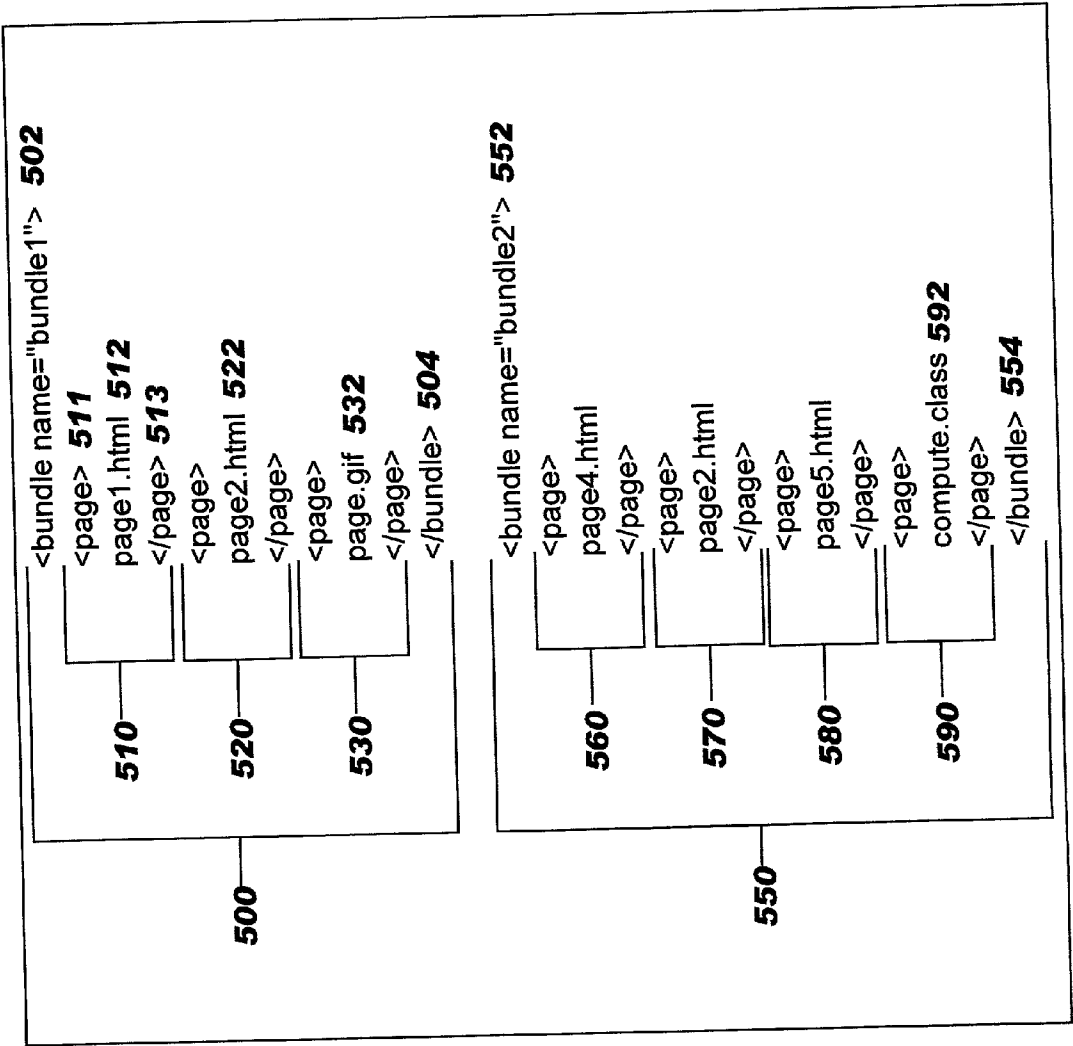 <bundle name="bundle1"> 502
<page> 511
page1.html 512
</page> 513
510
<page>
page2.html 522
</page>
520
<page>
page.gif 532
</page>
530
</bundle> 504
500
<bundle name="bundle2"> 552
<page>
page4.html
</page>
560
<page>
page2.html
</page>
570
<page>
page5.html
</page>
580
<page>
compute.class 592
</page>
590
</bundle> 554
550